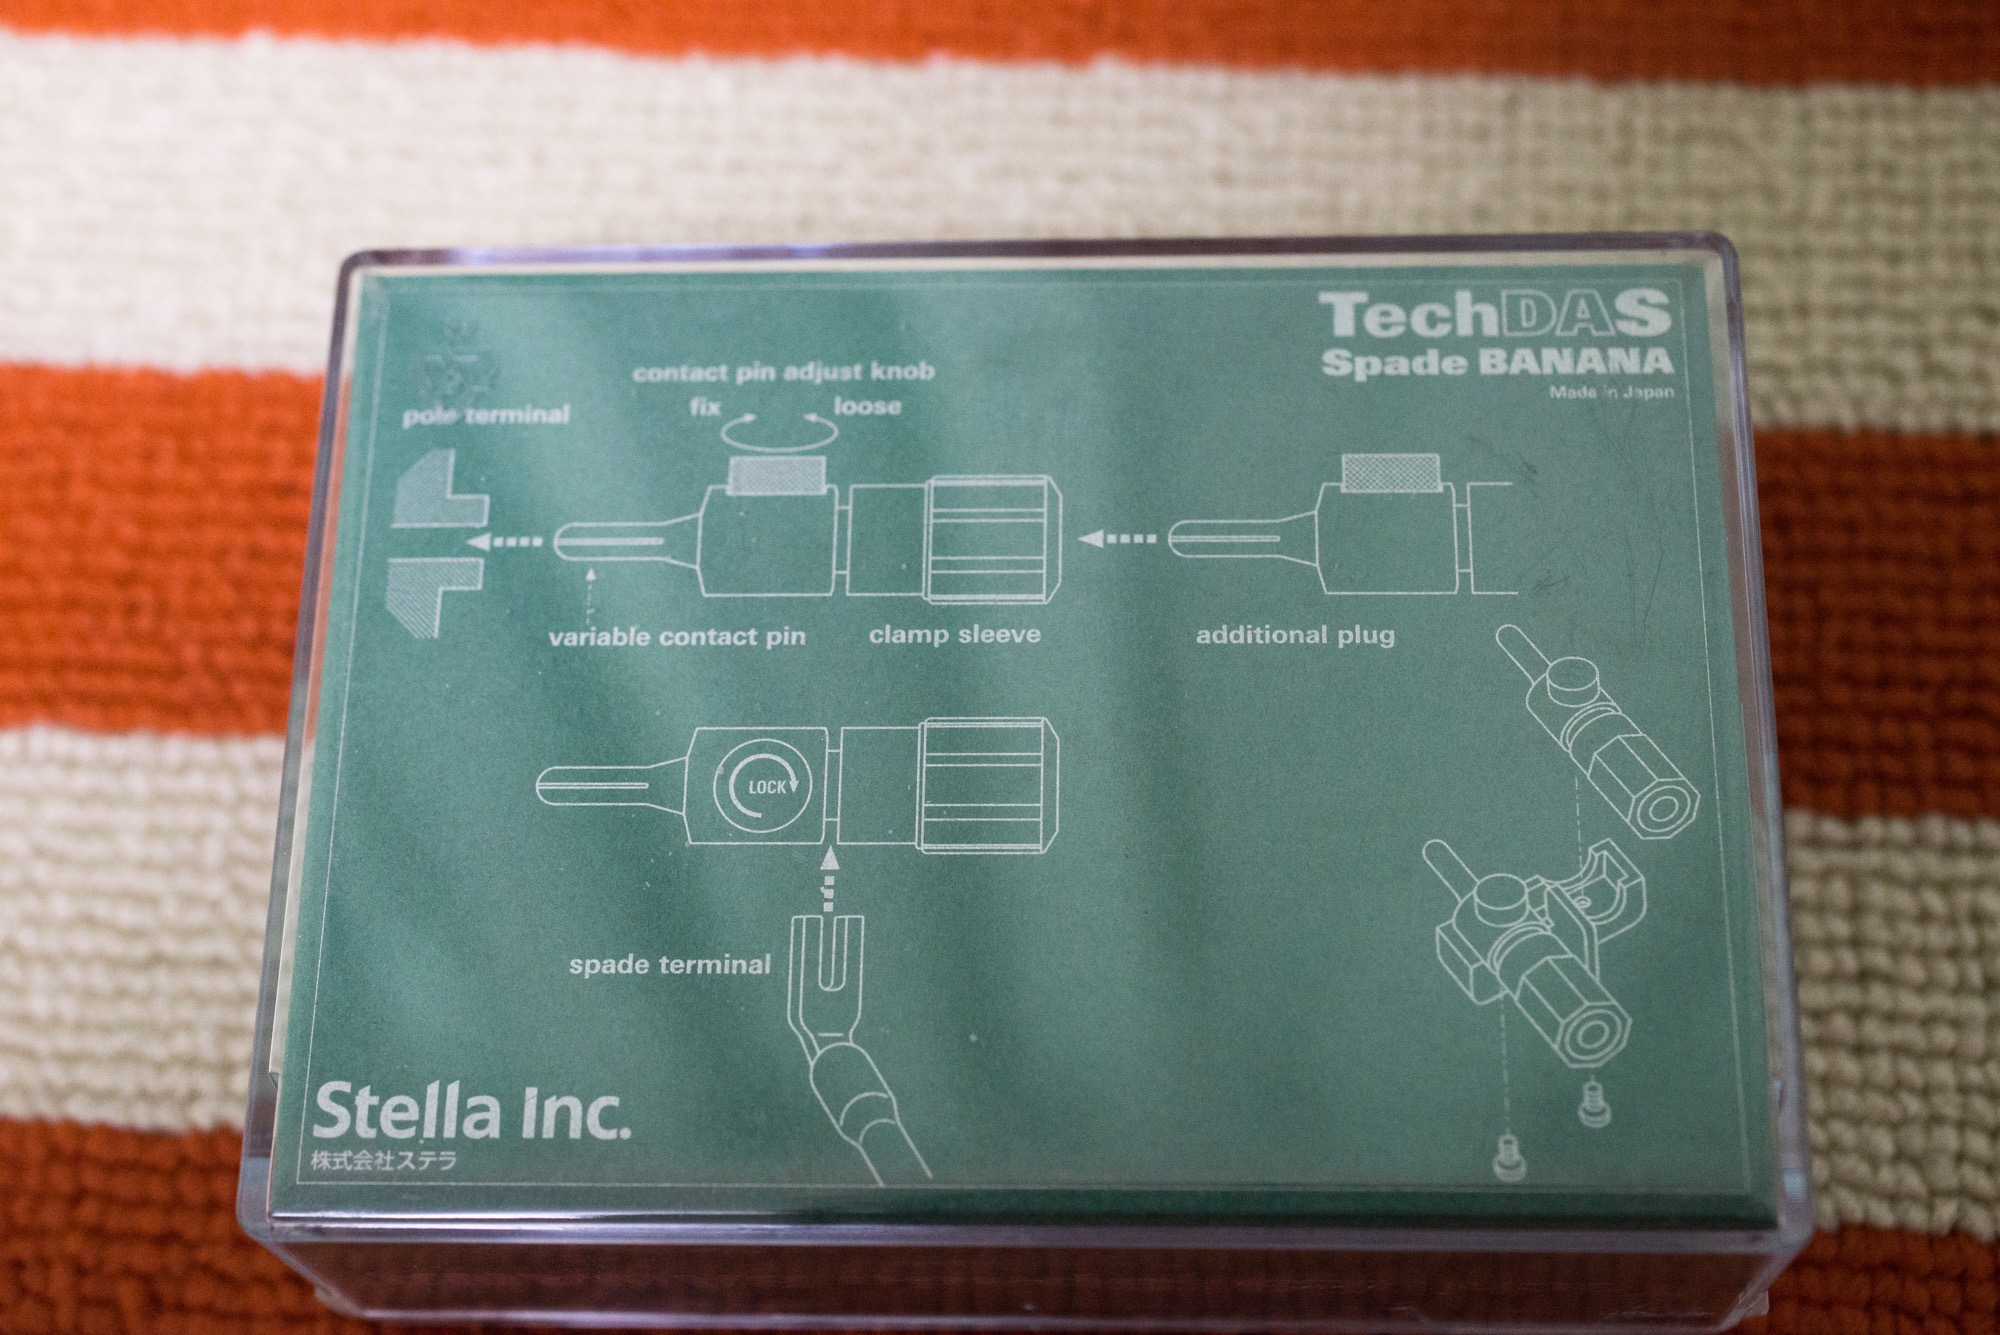 TechDAS
Spade BANANA
Made in Japan
contact pin adjust knob
fix
loose
pole terminal
variable contact pin
clamp sleeve
additional plug
LOCK
spade terminal
Stella Inc.
株式会社ステラ